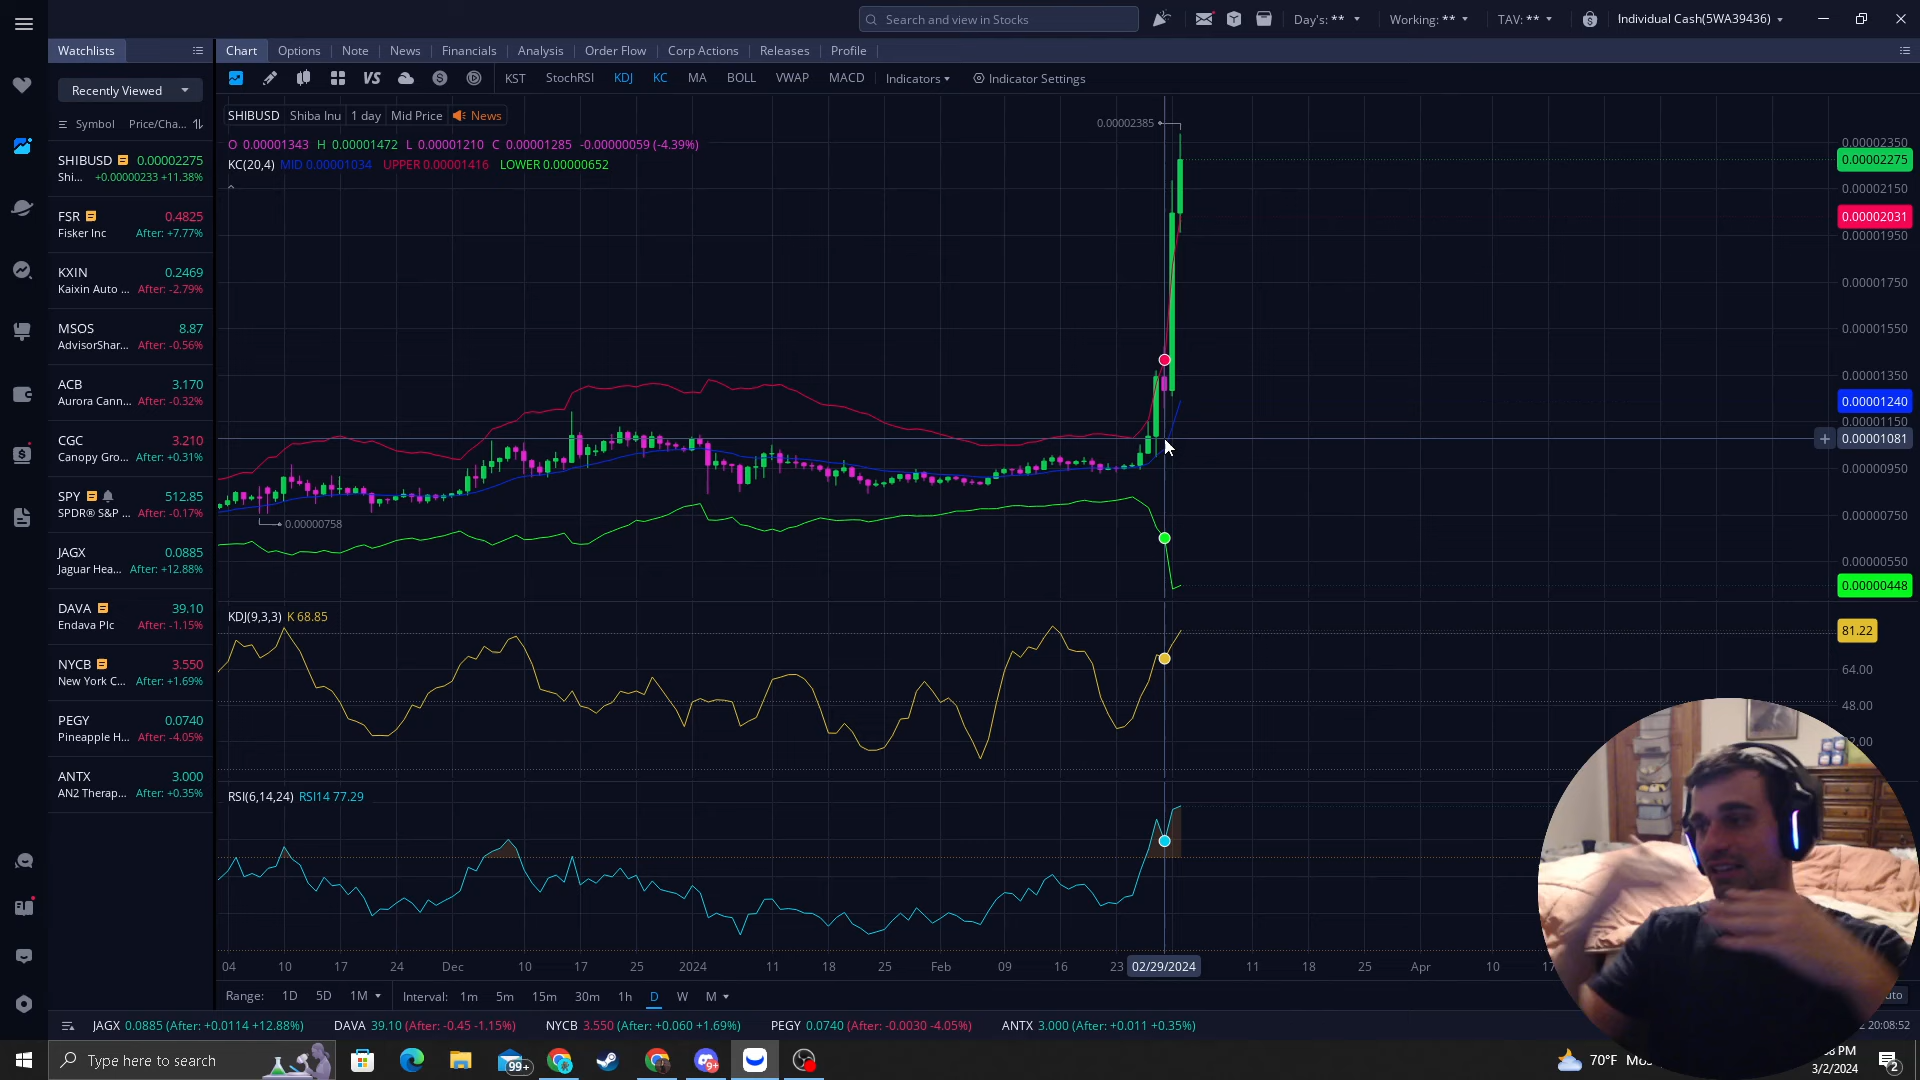 Search and view in Stocks
Day's: **
Working: **
TAV: **
Individual Cash(5WA39436)
Watchlists
Chart
Options
Note
News
Financials
Analysis
Order Flow
Corp Actions
Releases
Profile
Recently Viewed
KST
StochRSI
KDJ
KC
MA
BOLL
VWAP
MACD
Indicators
Indicator Settings
Symbol Price/Cha...
SHIBUSD Shiba Inu 1 day Mid Price News
O 0.00001343 H 0.00001472 L 0.00001210 C 0.00001285 -0.00000059 (-4.39%)
KC(20,4) MID 0.00001034 UPPER 0.00001416 LOWER 0.00000652
SHIBUSD 0.00002275
Shi... +0.00000233 +11.38%
FSR 0.4825
Fisker Inc After: +7.77%
KXIN 0.2469
Kaixin Auto ... After: -2.79%
MSOS 8.87
AdvisorShar... After: -0.56%
ACB 3.170
Aurora Cann... After: -0.32%
CGC 3.210
Canopy Gro... After: +0.31%
SPY 512.85
SPDR® S&P ... After: -0.17%
JAGX 0.0885
Jaguar Hea... After: +12.88%
DAVA 39.10
Endava Plc After: -1.15%
NYCB 3.550
New York C... After: +1.69%
PEGY 0.0740
Pineapple H... After: -4.05%
ANTX 3.000
AN2 Therap... After: +0.35%
0.00002385
0.00000758
0.00002350
0.00002275
0.00002150
0.00002031
0.00001950
0.00001750
0.00001550
0.00001350
0.00001240
0.00001150
0.00001081
0.00000950
0.00000750
0.00000550
0.00000448
KDJ(9,3,3) K 68.85
81.22
64.00
48.00
RSI(6,14,24) RSI14 77.29
04 10 17 24 Dec 10 17 25 2024 11 18 25 Feb 09 16 23 02/29/2024 11 18 25 Apr 10
Range: 1D 5D 1M Interval: 1m 5m 15m 30m 1h D W M
JAGX 0.0885 (After: +0.0114 +12.88%) DAVA 39.10 (After: -0.45 -1.15%) NYCB 3.550 (After: +0.060 +1.69%) PEGY 0.0740 (After: -0.0030 -4.05%) ANTX 3.000 (After: +0.011 +0.35%)
20:08:52
Type here to search
99+
9+
70°F
PM
3/2/2024
2